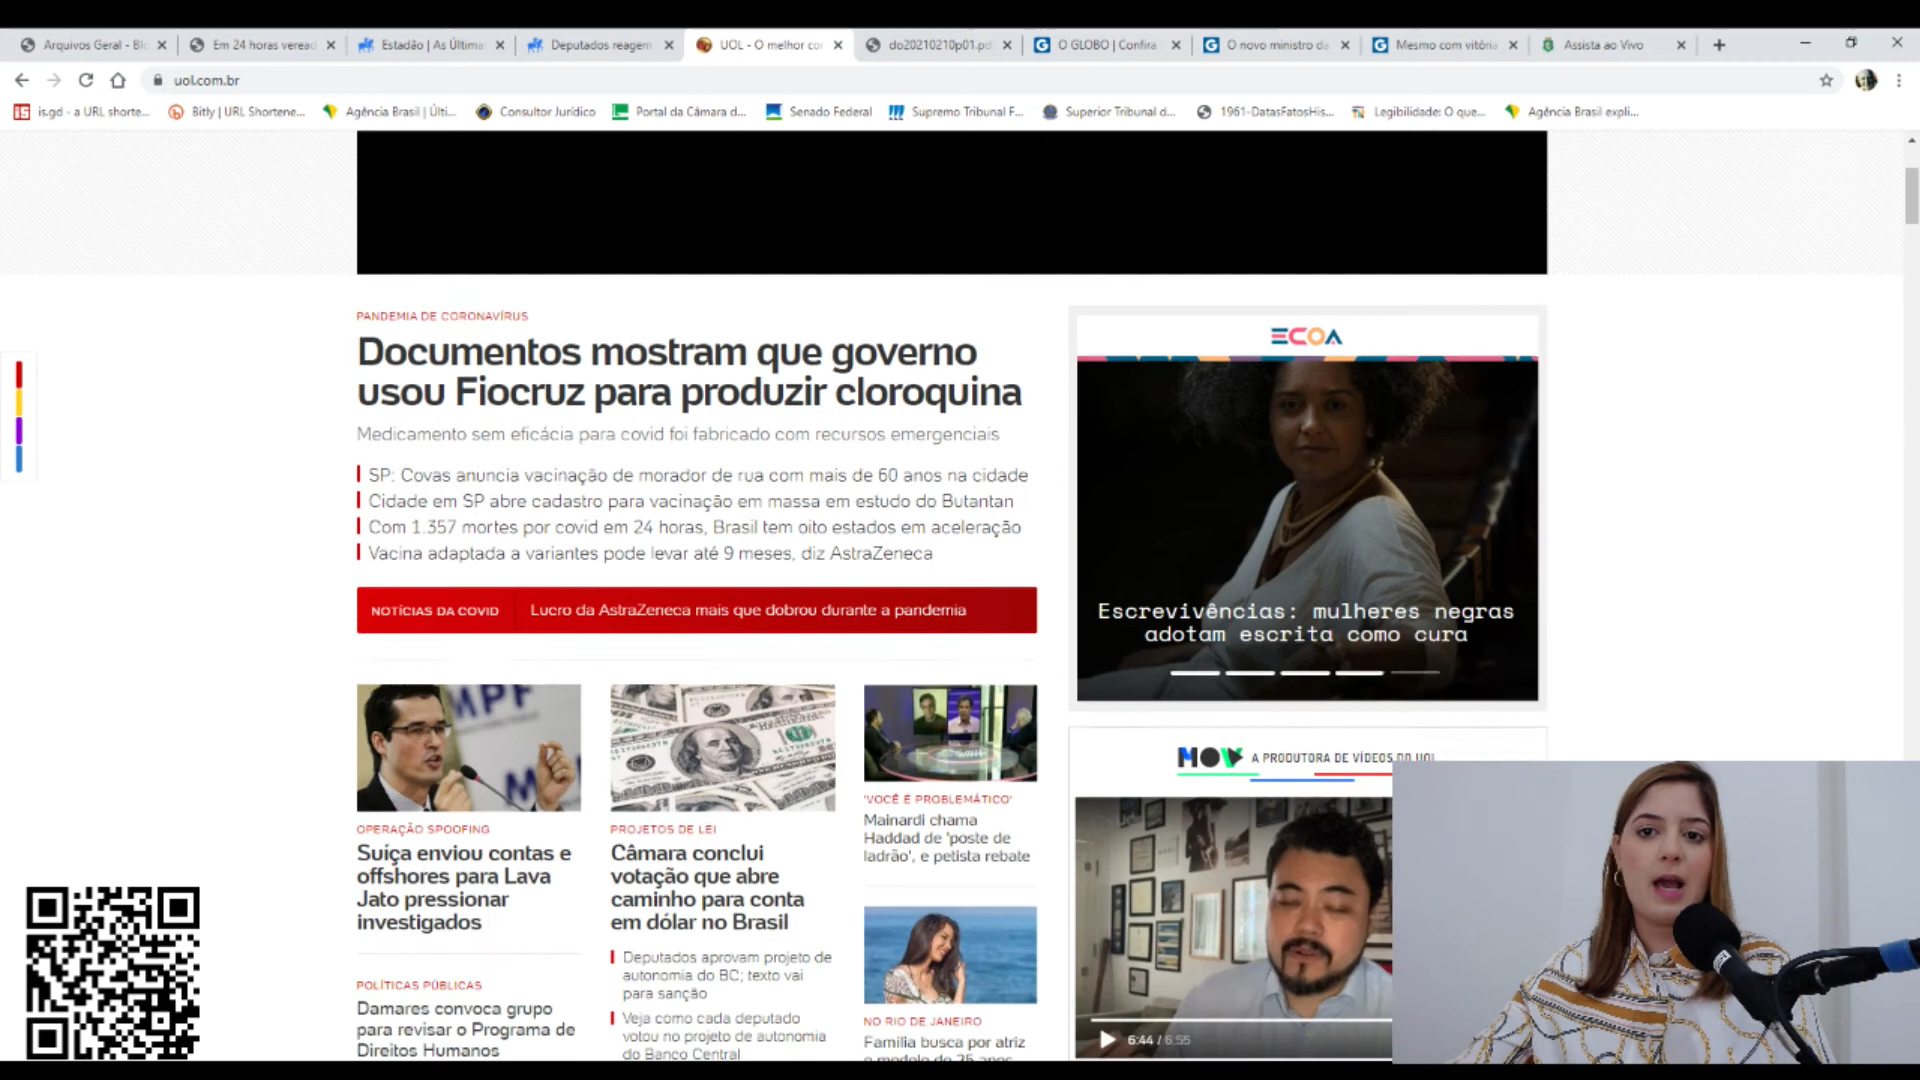 Arquivos Geral - Bl
Em 24 horas veread
Estadão | As Última
Deputados reagem
UOL - O melhor co
do20210210p01.pd
O GLOBO | Confira
O novo ministro da
Mesmo com vitória
Assista ao Vivo
uol.com.br
is.gd - a URL shorte...
Bitly | URL Shortene...
Agência Brasil | Últi...
Consultor Jurídico
Portal da Câmara d...
Senado Federal
Supremo Tribunal F...
Superior Tribunal d...
1961-DatasFatosHis...
Legibilidade: O que...
Agência Brasil expli...
PANDEMIA DE CORONAVÍRUS
Documentos mostram que governo
usou Fiocruz para produzir cloroquina
Medicamento sem eficácia para covid foi fabricado com recursos emergenciais
SP: Covas anuncia vacinação de morador de rua com mais de 60 anos na cidade
Cidade em SP abre cadastro para vacinação em massa em estudo do Butantan
Com 1.357 mortes por covid em 24 horas, Brasil tem oito estados em aceleração
Vacina adaptada a variantes pode levar até 9 meses, diz AstraZeneca
NOTÍCIAS DA COVID
Lucro da AstraZeneca mais que dobrou durante a pandemia
ECOA
Escrevivências: mulheres negras
adotam escrita como cura
MPF
OPERAÇÃO SPOOFING
Suíça enviou contas e
offshores para Lava
Jato pressionar
investigados
POLÍTICAS PÚBLICAS
Damares convoca grupo
para revisar o Programa de
Direitos Humanos
PROJETOS DE LEI
Câmara conclui
votação que abre
caminho para conta
em dólar no Brasil
Deputados aprovam projeto de
autonomia do BC; texto vai
para sanção
Veja como cada deputado
votou no projeto de autonomia
do Banco Central
'VOCÊ É PROBLEMÁTICO'
Mainardi chama
Haddad de 'poste de
ladrão', e petista rebate
NO RIO DE JANEIRO
Família busca por atriz
e modelo de 25 anos
MOV A PRODUTORA DE VÍDEOS DO UOL
6:44 / 6:55